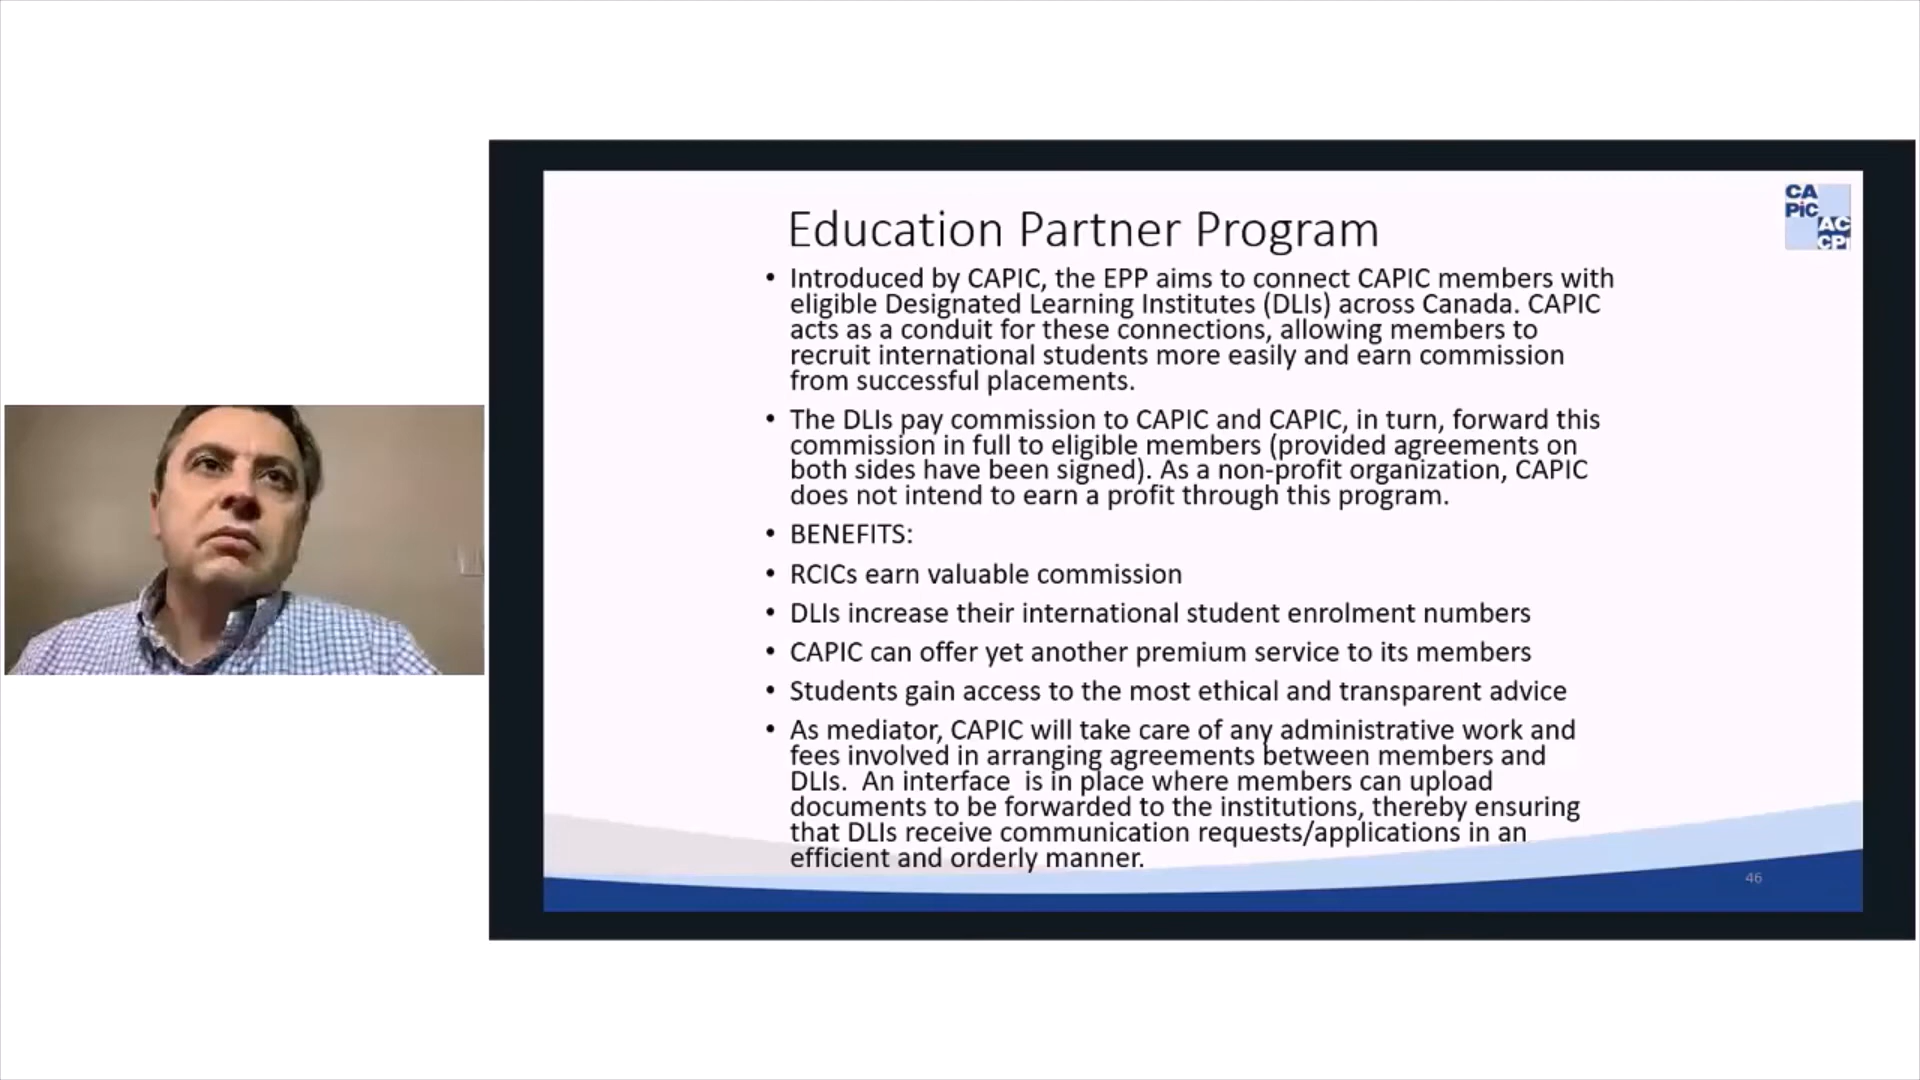 CA
PiC
AC
CPi
Education Partner Program
• Introduced by CAPIC, the EPP aims to connect CAPIC members with
eligible Designated Learning Institutes (DLIs) across Canada. CAPIC
acts as a conduit for these connections, allowing members to
recruit international students more easily and earn commission
from successful placements.
• The DLIs pay commission to CAPIC and CAPIC, in turn, forward this
commission in full to eligible members (provided agreements on
both sides have been signed). As a non-profit organization, CAPIC
does not intend to earn a profit through this program.
• BENEFITS:
• RCICs earn valuable commission
• DLIs increase their international student enrolment numbers
• CAPIC can offer yet another premium service to its members
• Students gain access to the most ethical and transparent advice
• As mediator, CAPIC will take care of any administrative work and
fees involved in arranging agreements between members and
DLIs.  An interface  is in place where members can upload
documents to be forwarded to the institutions, thereby ensuring
that DLIs receive communication requests/applications in an
efficient and orderly manner.
46